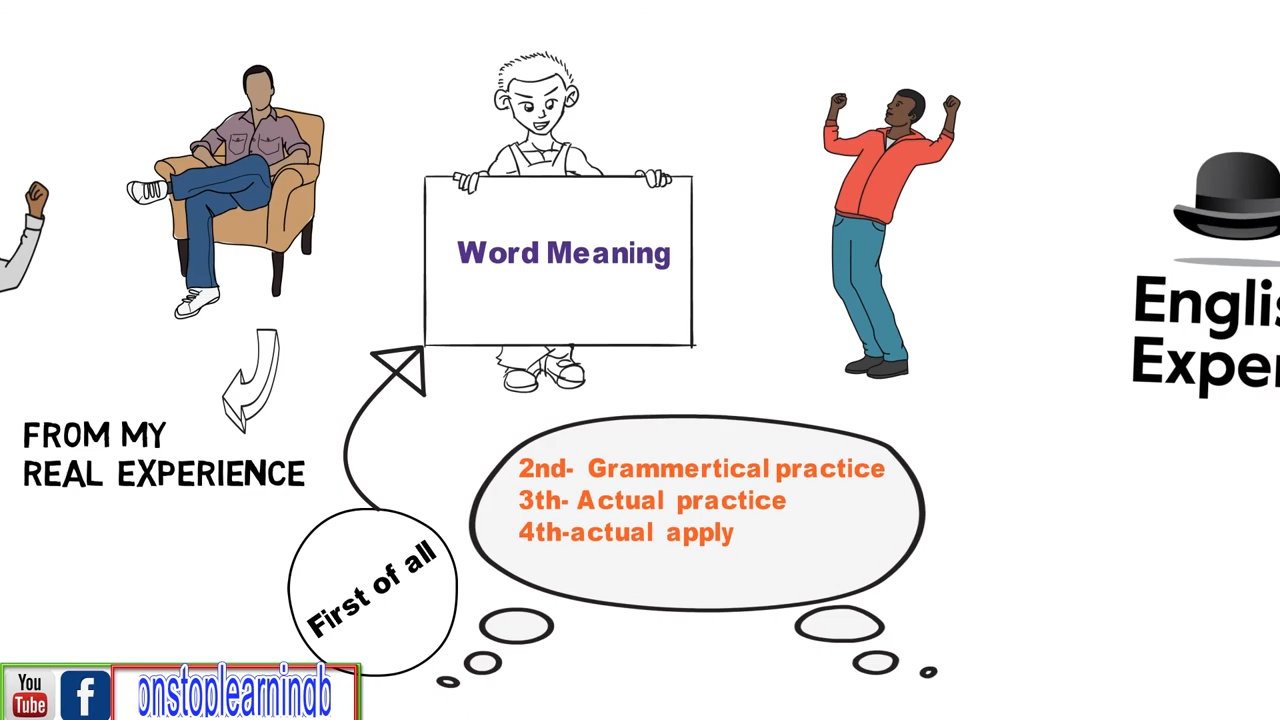 Word Meaning
Englis
Exper
FROM MY
REAL EXPERIENCE
2nd- Grammertical practice
3th- Actual practice
4th-actual apply
First of all
You
Tube
f
onstoplearningb